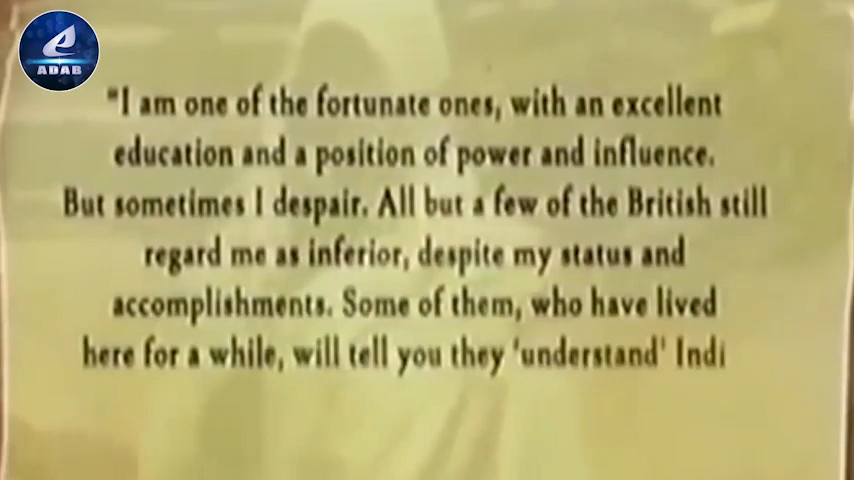 e
ADAB
"I am one of the fortunate ones, with an excellent
education and a position of power and influence.
But sometimes I despair. All but a few of the British still
regard me as inferior, despite my status and
accomplishments. Some of them, who have lived
here for a while, will tell you they 'understand' Indi